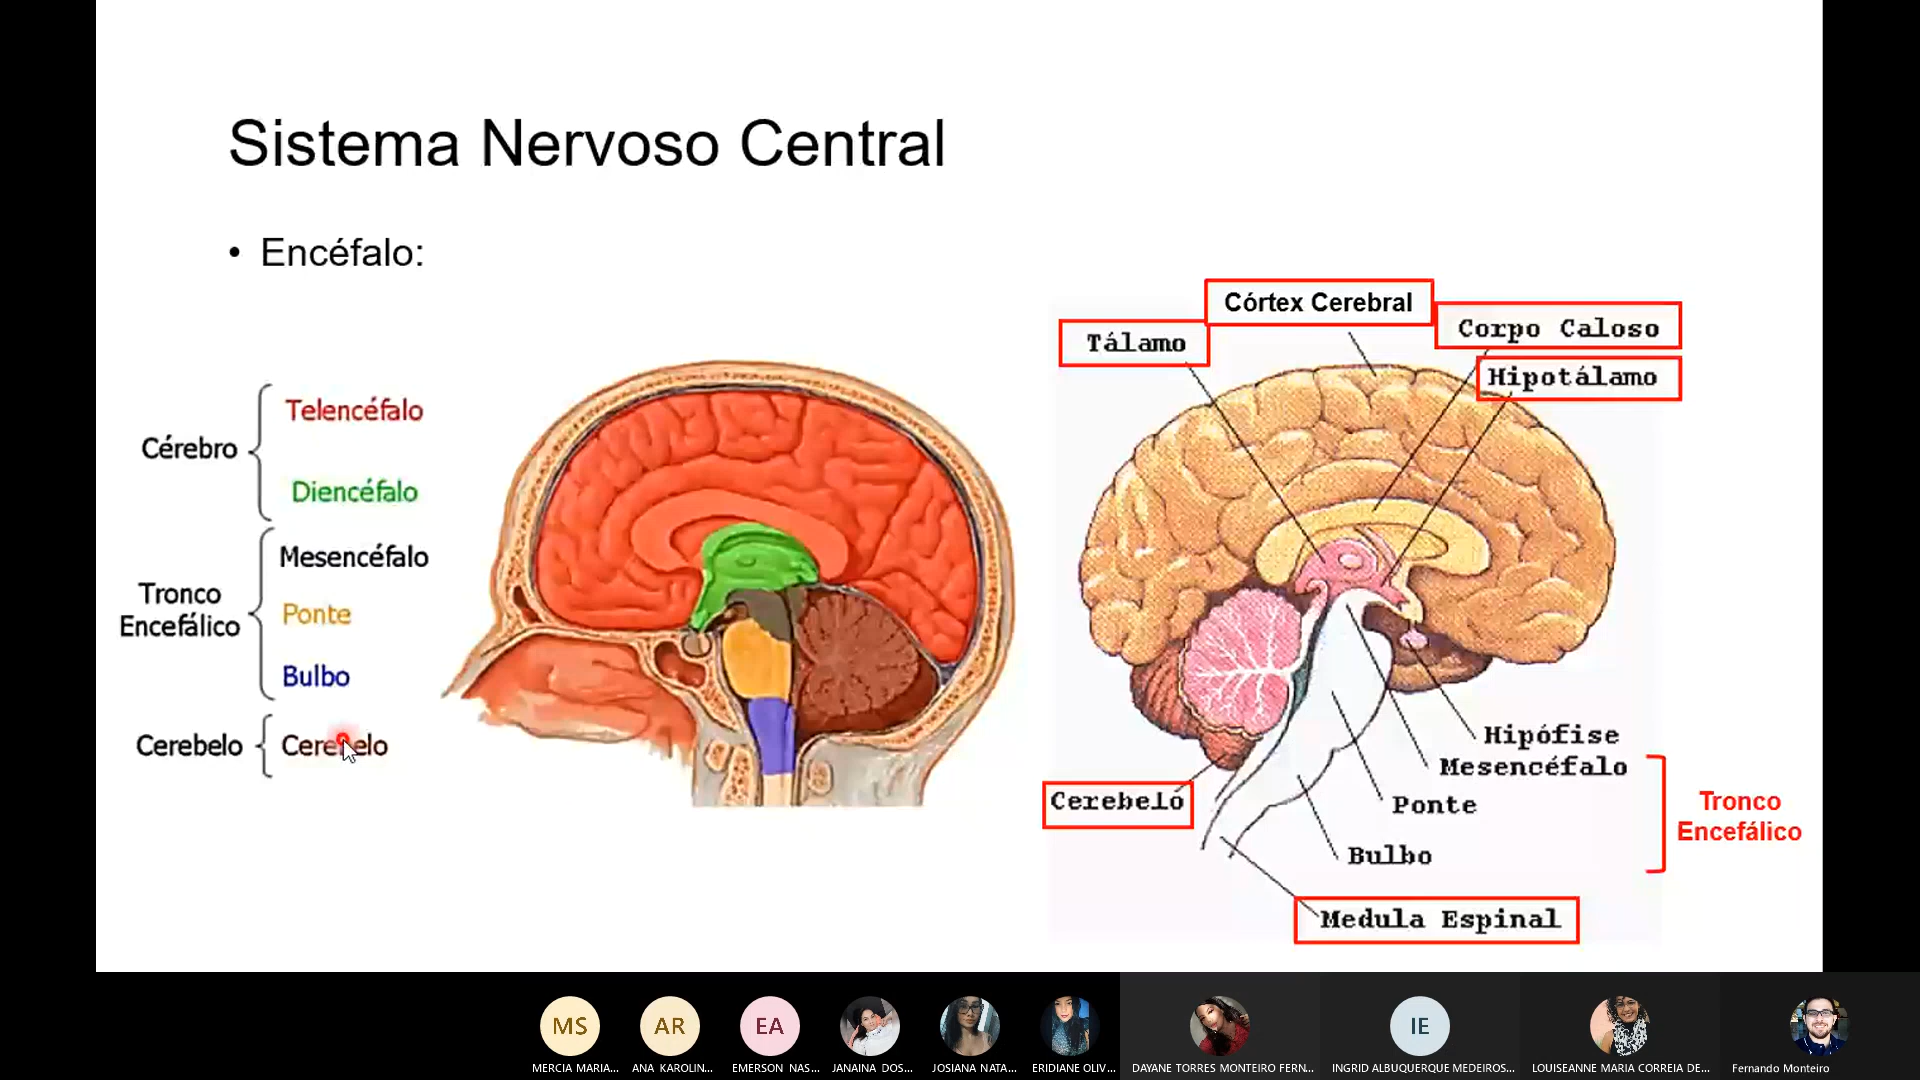 Sistema Nervoso Central
• Encéfalo:
Cérebro
Telencéfalo
Diencéfalo
Tronco
Encefálico
Mesencéfalo
Ponte
Bulbo
Cerebelo
Cerebelo
Córtex Cerebral
Tálamo
Corpo Caloso
Hipotálamo
Hipófise
Mesencéfalo
Ponte
Bulbo
Cerebelo
Medula Espinal
Tronco
Encefálico
MS
AR
EA
IE
MERCIA MARIA...
ANA KAROLIN...
EMERSON NAS...
JANAINA DOS...
JOSIANA NATA...
ERIDIANE OLIV...
DAYANE TORRES MONTEIRO FERN...
INGRID ALBUQUERQUE MEDEIROS...
LOUISEANNE MARIA CORREIA DE...
Fernando Monteiro